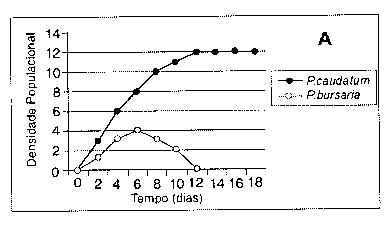 A
Densidade Populacional
14
12
10
8
6
4
2
0
0 2 4 6 8 10 12 14 16 18
Tempo (dias)
P.caudatum
P.bursaria